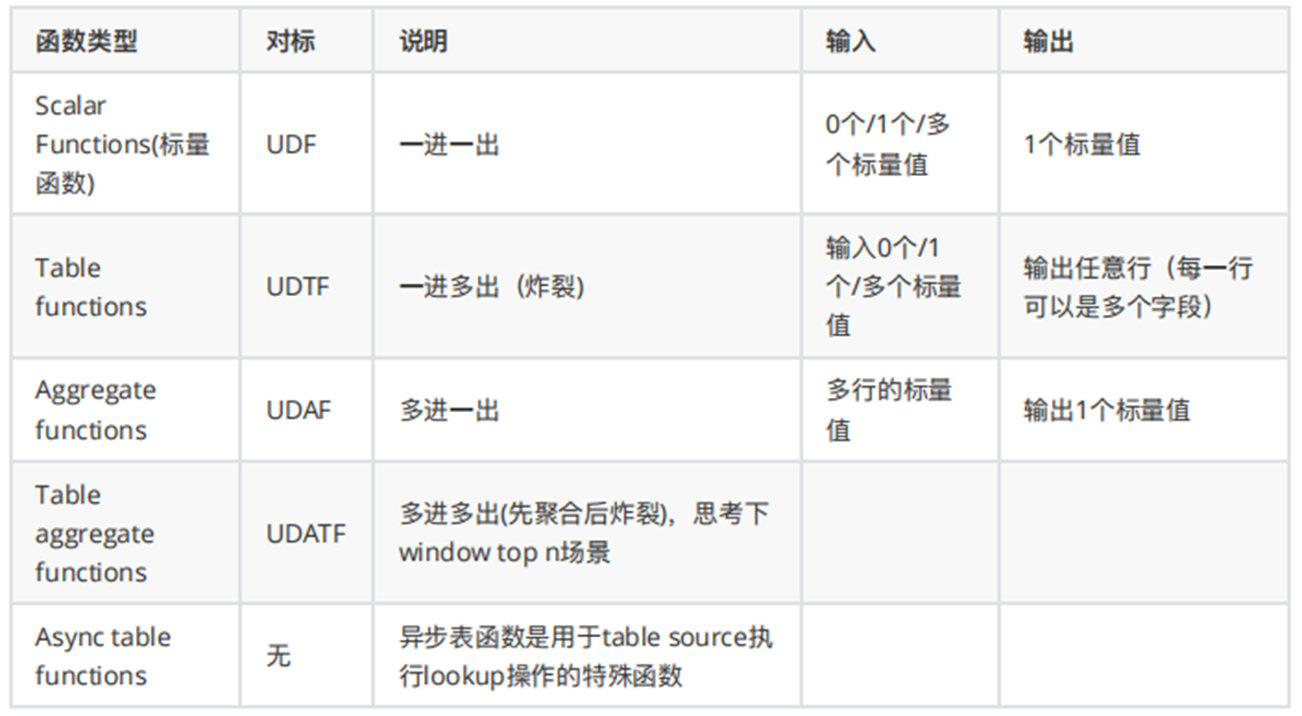 函数类型
对标
说明
输入
输出
Scalar
Functions(标量
函数)
UDF
一进一出
0个/1个/多
个标量值
1个标量值
Table
functions
UDTF
一进多出（炸裂)
输入0个/1
个/多个标量
值
输出任意行（每一行
可以是多个字段）
Aggregate
functions
UDAF
多进一出
多行的标量
值
输出1个标量值
Table
aggregate
functions
UDATF
多进多出(先聚合后炸裂)，思考下
window top n场景
Async table
functions
无
异步表函数是用于table source执
行lookup操作的特殊函数